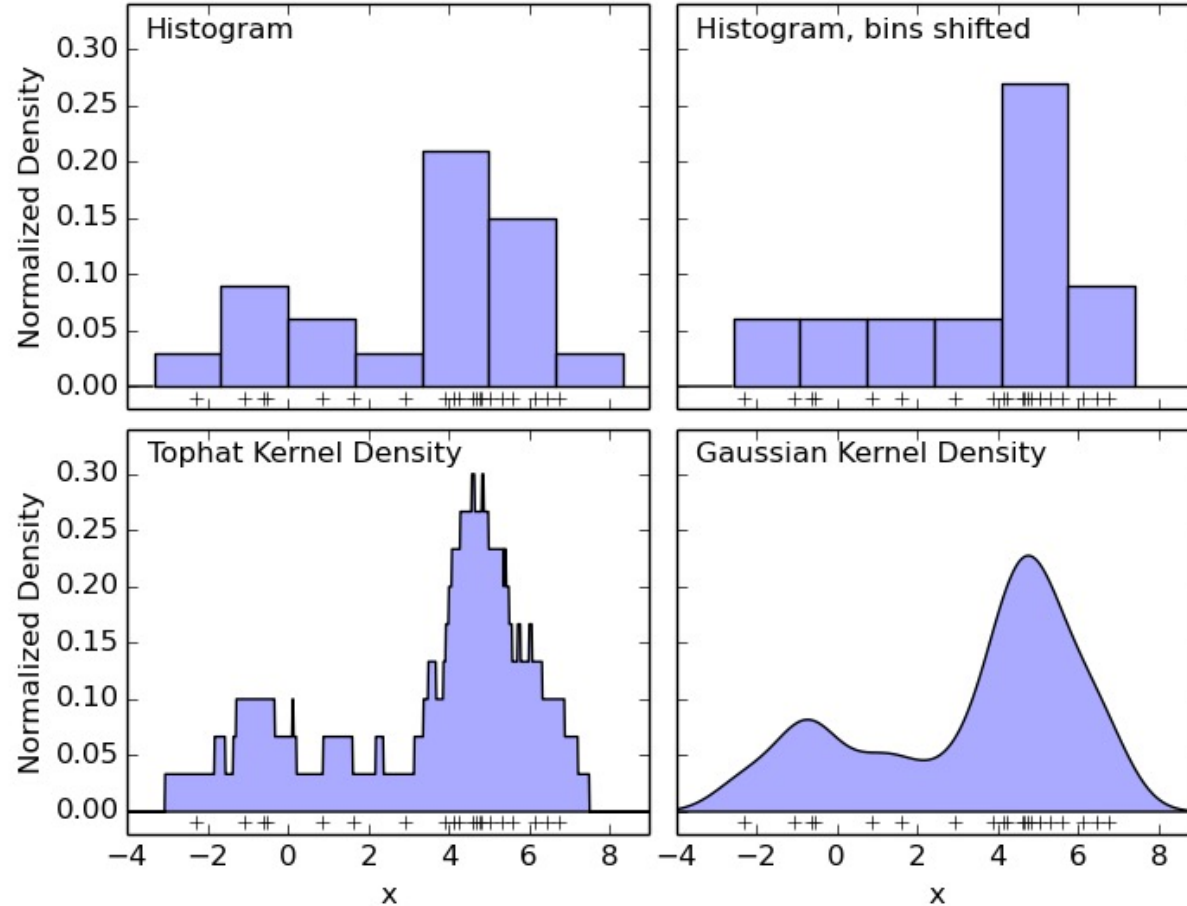 Histogram
Normalized Density
0.30
0.25
0.20
0.15
0.10
0.05
0.00
Histogram, bins shifted
Tophat Kernel Density
Normalized Density
0.30
0.25
0.20
0.15
0.10
0.05
0.00
−4 −2 0 2 4 6 8
x
Gaussian Kernel Density
−4 −2 0 2 4 6 8
x